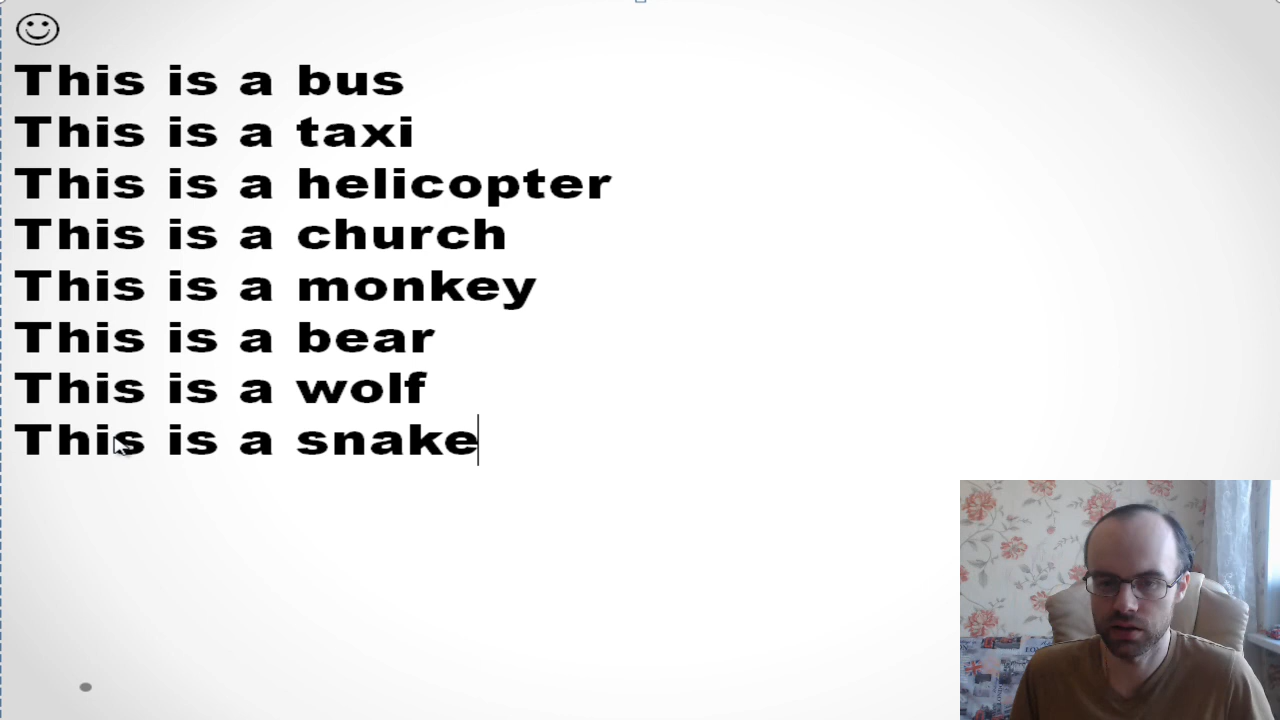 This is a bus
This is a taxi
This is a helicopter
This is a church
This is a monkey
This is a bear
This is a wolf
This is a snake